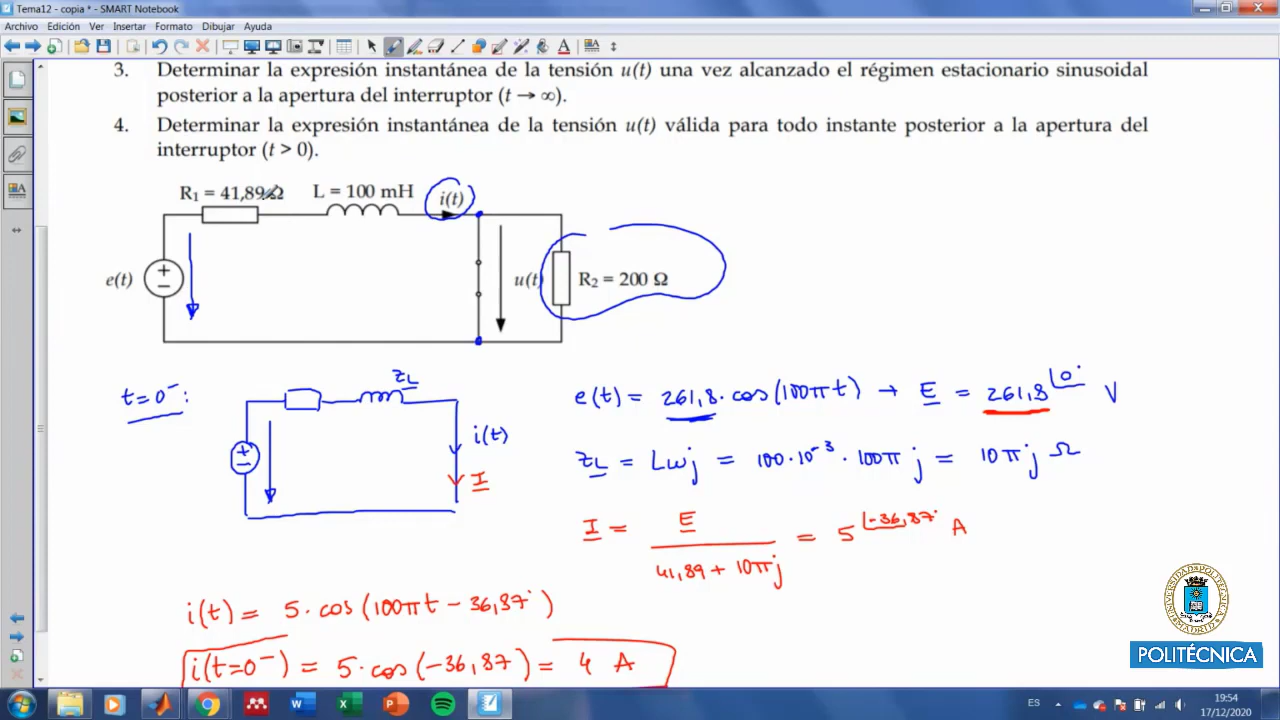 Tema12 - copia * - SMART Notebook
Archivo Edición Ver Insertar Formato Dibujar Ayuda
3. Determinar la expresión instantánea de la tensión u(t) una vez alcanzado el régimen estacionario sinusoidal
posterior a la apertura del interruptor (t → ∞).
4. Determinar la expresión instantánea de la tensión u(t) válida para todo instante posterior a la apertura del
interruptor (t > 0).
R1 = 41,89 Ω L = 100 mH i(t)
e(t) + − u(t) R2 = 200 Ω
t=0⁻:
ZL
+ −
i(t)
I
e(t) = 261,8 · cos(100πt) → E = 261,8 ∠0° V
ZL = Lωj = 100·10⁻³ · 100π j = 10πj Ω
I = E / (41,89 + 10πj) = 5 ∠-36,87° A
i(t) = 5 · cos(100πt − 36,87°)
i(t=0⁻) = 5 · cos(−36,87) = 4 A
POLITÉCNICA
ES
19:54
17/12/2020